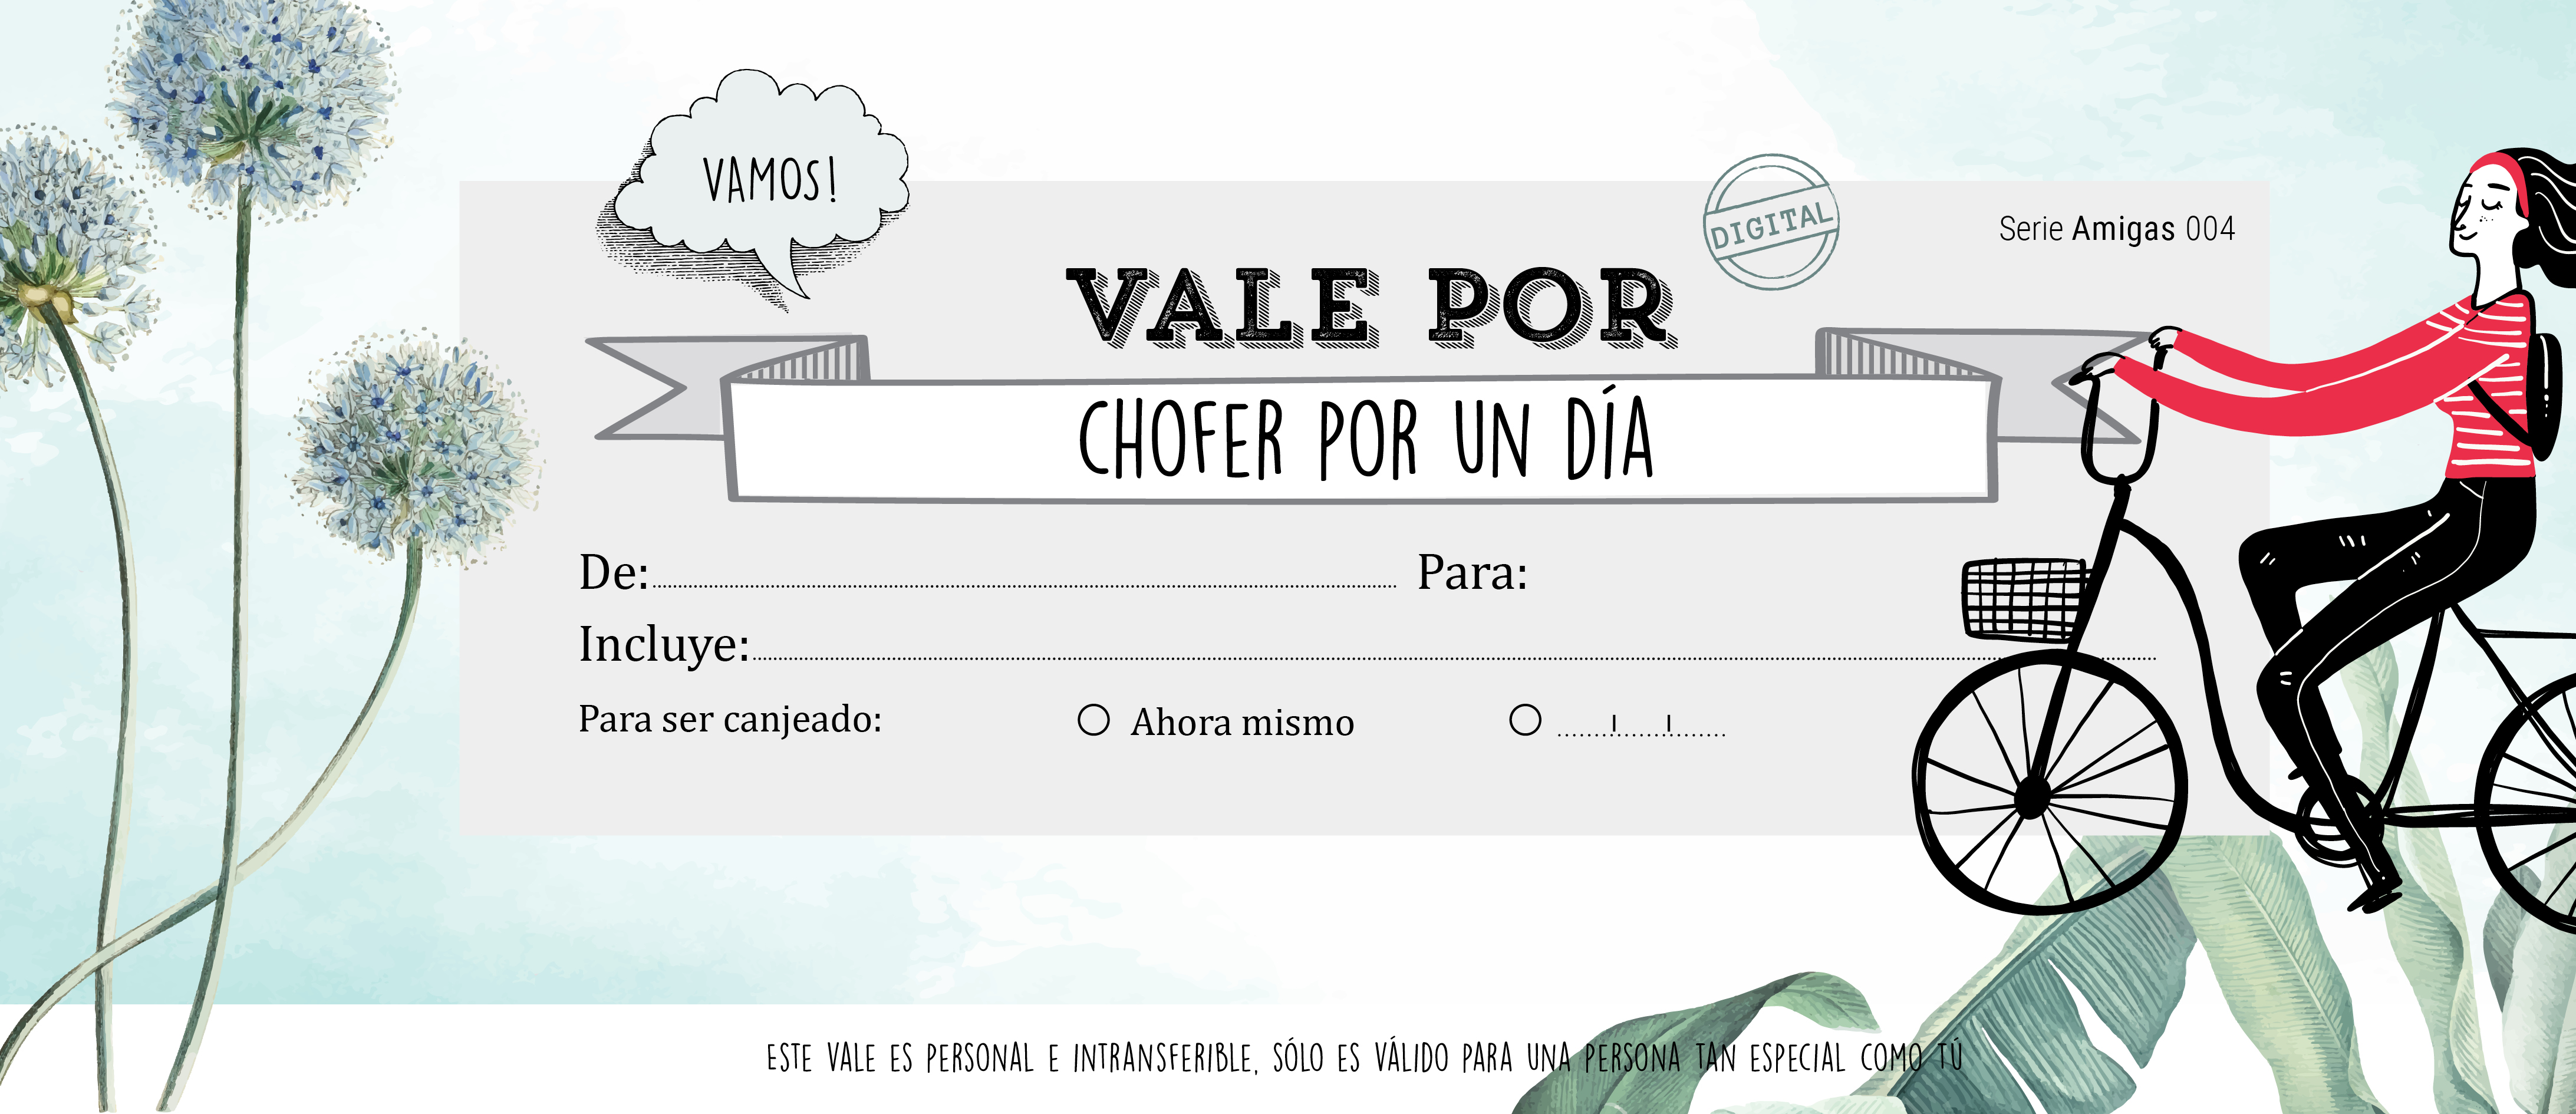 VAMOS!
DIGITAL
Serie Amigas 004
VALE POR
CHOFER POR UN DÍA
De: Para:
Incluye:
Para ser canjeado: Ahora mismo
ESTE VALE ES PERSONAL E INTRANSFERIBLE, SÓLO ES VÁLIDO PARA UNA PERSONA TAN ESPECIAL COMO TÚ